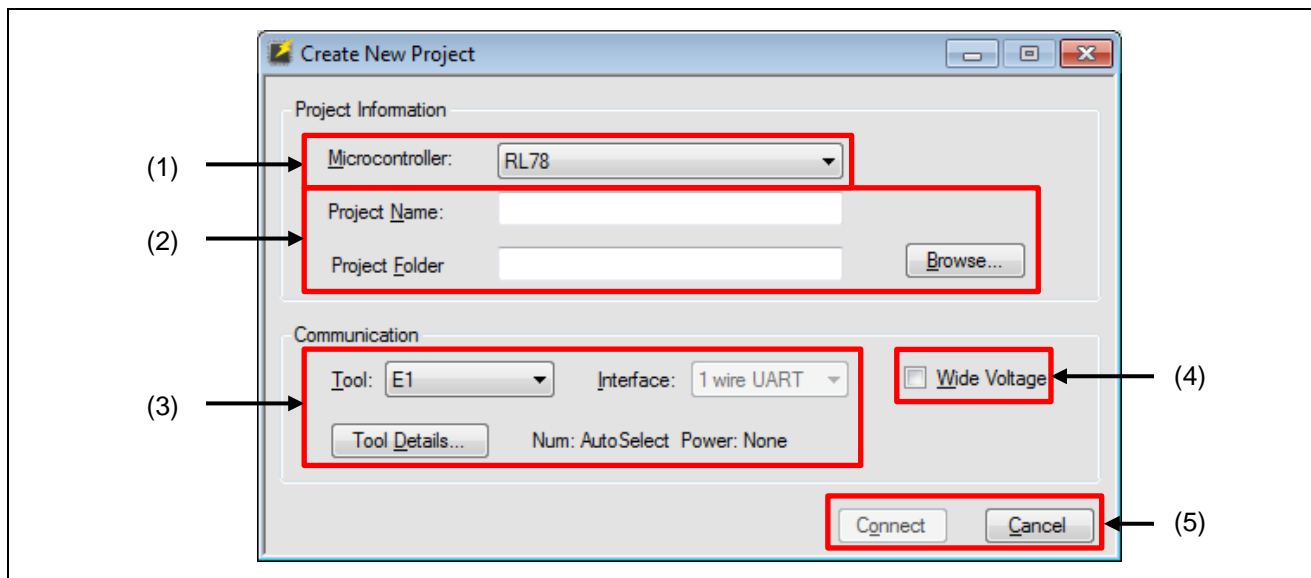 Create New Project
Project Information
(1)
Microcontroller: RL78
(2)
Project Name:
Project Folder Browse...
Communication
(3)
Tool: E1 Interface: 1 wire UART Wide Voltage (4)
Tool Details... Num: AutoSelect Power: None
Connect Cancel (5)